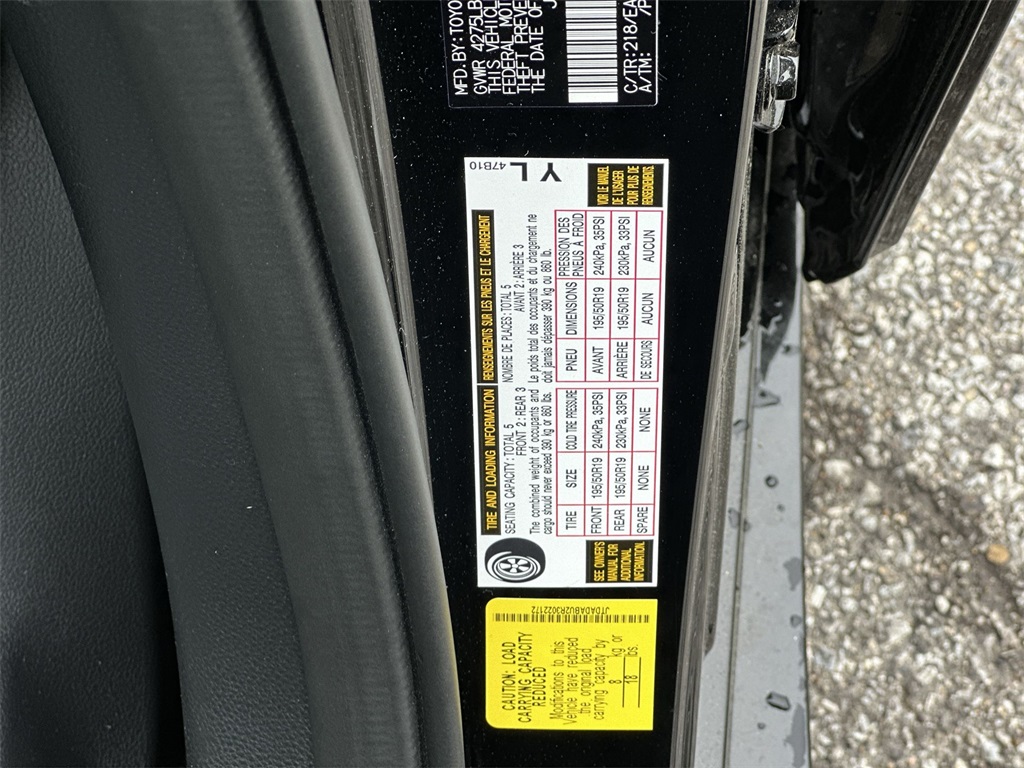 MFD. BY: TOYO
GVWR 4275LB
THIS VEHICL
FEDERAL MOT
THEFT PREVE
THE DATE OF
C/TR: 218/EA
A/TM:
47B10
YL
TIRE AND LOADING INFORMATION
RENSEIGNEMENTS SUR LES PNEUS ET LE CHARGEMENT
SEATING CAPACITY: TOTAL 5
FRONT 2: REAR 3
NOMBRE DE PLACES: TOTAL 5
AVANT 2: ARRIÈRE 3
The combined weight of occupants and
cargo should never exceed 390 kg or 860 lbs.
Le poids total des occupants et du chargement ne
doit jamais dépasser 390 kg ou 860 lb.
TIRE SIZE COLD TIRE PRESSURE PNEU DIMENSIONS PRESSION DES PNEUS À FROID
FRONT 195/50R19 240kPa, 35PSI AVANT 195/50R19 240kPa, 35PSI
REAR 195/50R19 230kPa, 33PSI ARRIÈRE 195/50R19 230kPa, 33PSI
SPARE NONE NONE DE SECOURS AUCUN AUCUN
SEE OWNER'S
MANUAL FOR
ADDITIONAL
INFORMATION.
VOIR LE MANUEL
DE L'USAGER
POUR PLUS DE
RENSEIGNEMENTS.
CAUTION: LOAD
CARRYING CAPACITY
REDUCED
Modifications to this
Vehicle have reduced
the original load
carrying capacity by
8 kg or
18 lbs.
JTDADABU2R3022172